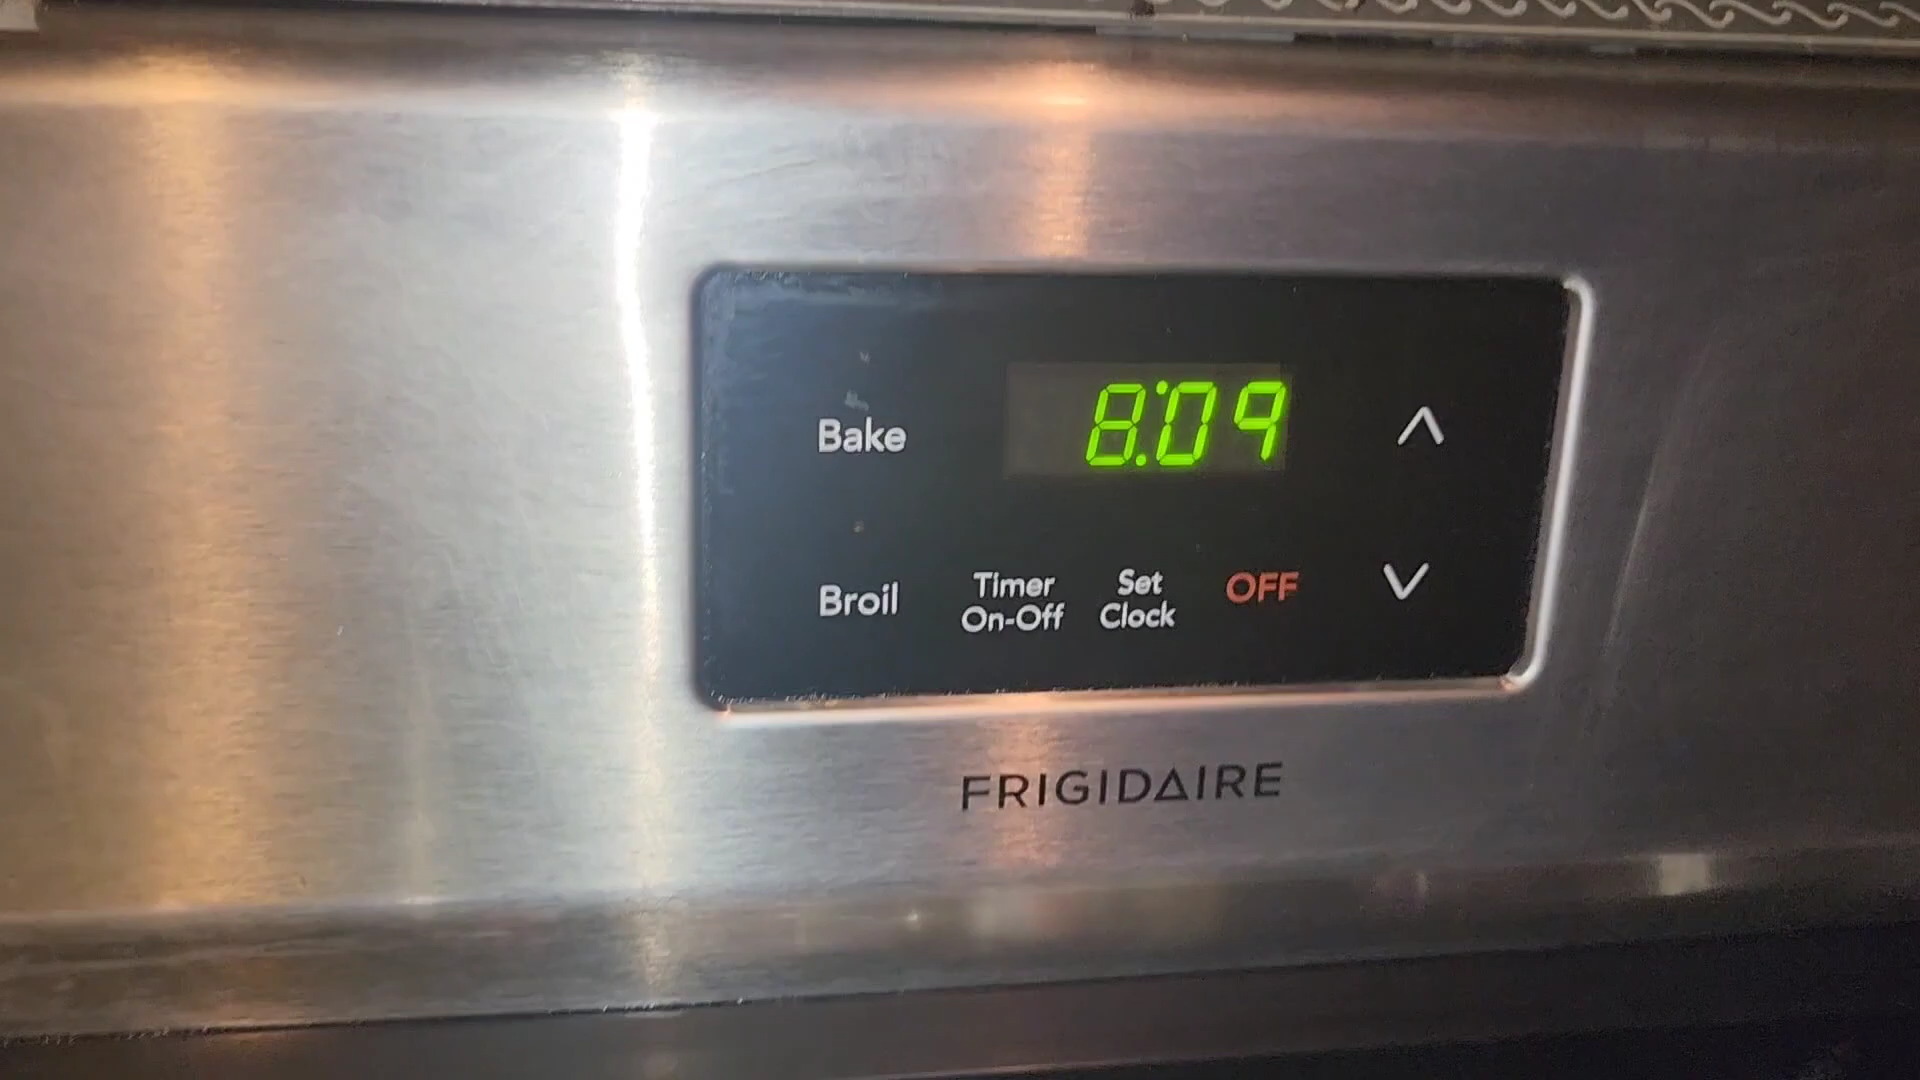 8:09
Bake
Broil
Timer
On-Off
Set
Clock
OFF
FRIGIDAIRE